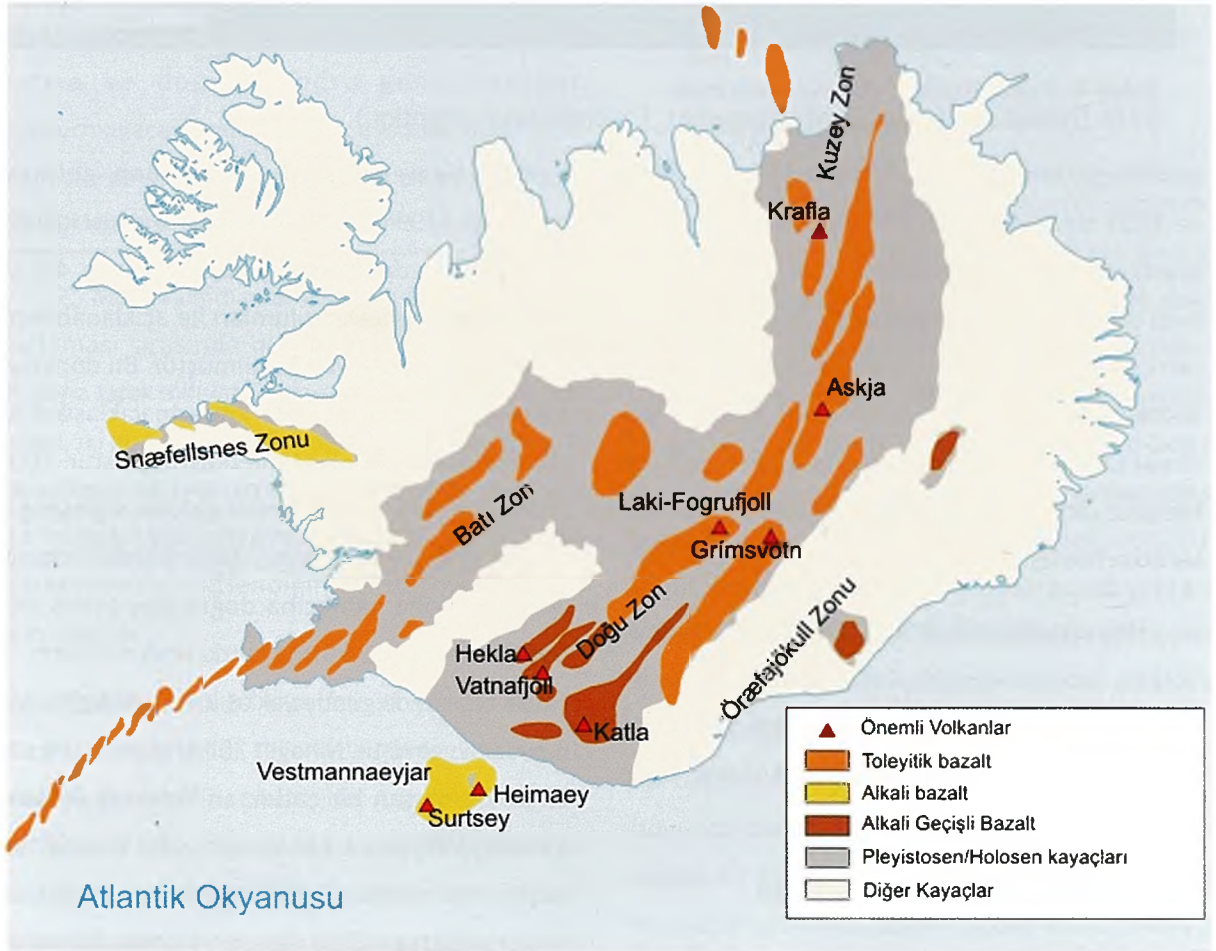 Kuzey Zon
Krafla
Askja
Snæfellsnes Zonu
Batı Zon
Laki-Fogrufjoll
Grímsvotn
Doğu Zon
Hekla
Vatnafjöll
Katla
Öræfajökull Zonu
Vestmannaeyjar
Heimaey
Surtsey
Atlantik Okyanusu
Önemli Volkanlar
Toleyitik bazalt
Alkali bazalt
Alkali Geçişli Bazalt
Pleyistosen/Holosen kayaçları
Diğer Kayaçlar